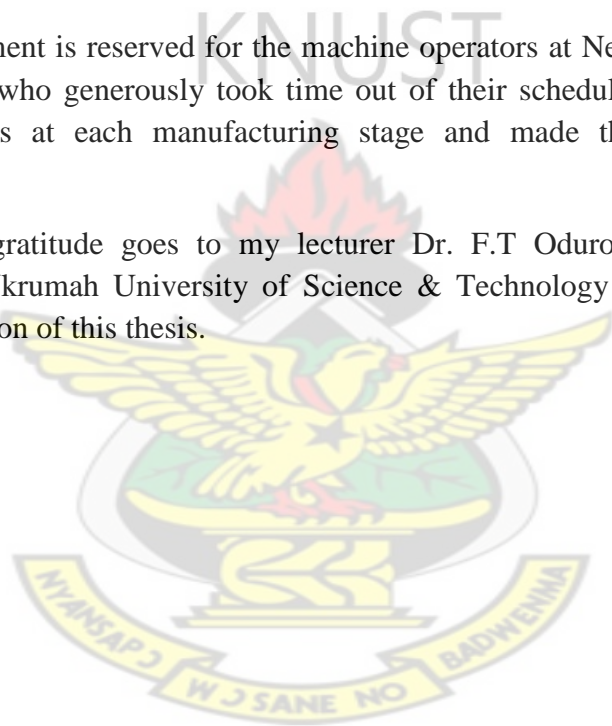 KNUST
ment is reserved for the machine operators at Ne
who generously took time out of their schedul
s at each manufacturing stage and made th
gratitude goes to my lecturer Dr. F.T Oduro
krumah University of Science & Technology
on of this thesis.
NYANSAPƆ WƆSANE NO BADWENMA